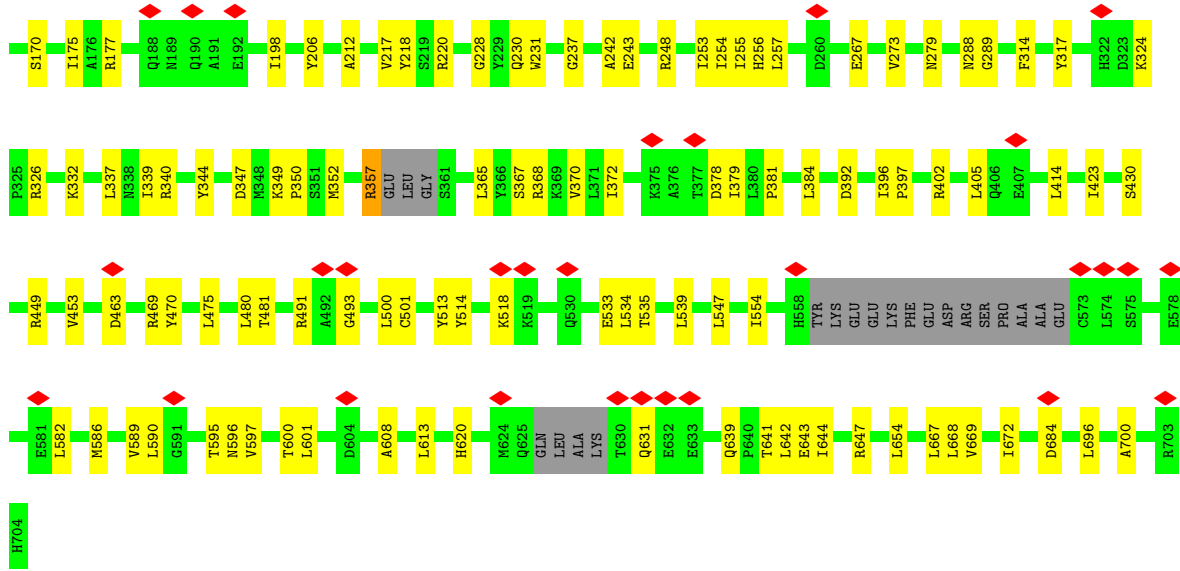 S170 I175 A176 R177 Q188 N189 Q190 A191 E192 I198 Y206 A212 V217 Y218 S219 R220 G228 Y229 Q230 W231 G237 A242 E243 R248 I253 I254 I255 H256 L257 D260 E267 V273 N279 N288 G289 F314 Y317 H322 D323 K324
P325 R326 K332 L337 N338 I339 R340 Y344 D347 M348 K349 P350 S351 M352 R357 GLU LEU GLY S361 L365 Y366 S367 R368 K369 V370 L371 I372 K375 A376 T377 D378 I379 L380 P381 L384 D392 I396 P397 R402 L405 Q406 E407 L414 I423 S430
R449 V453 D463 R469 Y470 L475 L480 T481 R491 A492 G493 L500 C501 Y513 Y514 K518 K519 Q530 E533 L534 T535 L539 L547 I554 H558 TYR LYS GLU GLU LYS PHE GLU ASP ARG SER PRO ALA ALA GLU C573 L574 S575 E578
E581 L582 M586 V589 L590 G591 T595 N596 V597 T600 L601 D604 A608 L613 H620 M624 Q625 GLN LEU ALA LYS T630 Q631 E632 E633 Q639 P640 T641 L642 E643 I644 R647 L654 L667 L668 V669 I672 D684 L696 A700 R703
H704